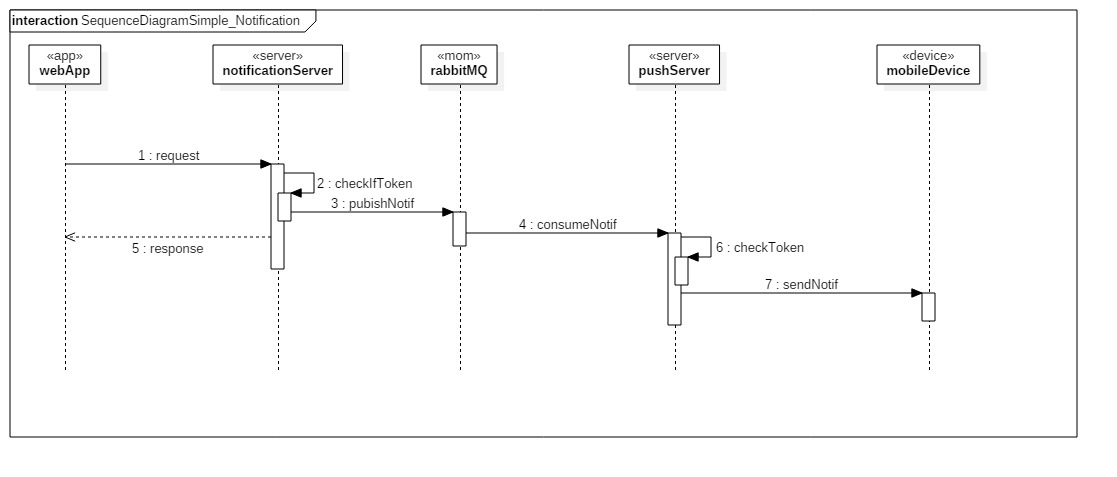 interaction SequenceDiagramSimple_Notification
«app»
webApp
«server»
notificationServer
«mom»
rabbitMQ
«server»
pushServer
«device»
mobileDevice
1 : request
2 : checkIfToken
3 : pubishNotif
4 : consumeNotif
5 : response
6 : checkToken
7 : sendNotif